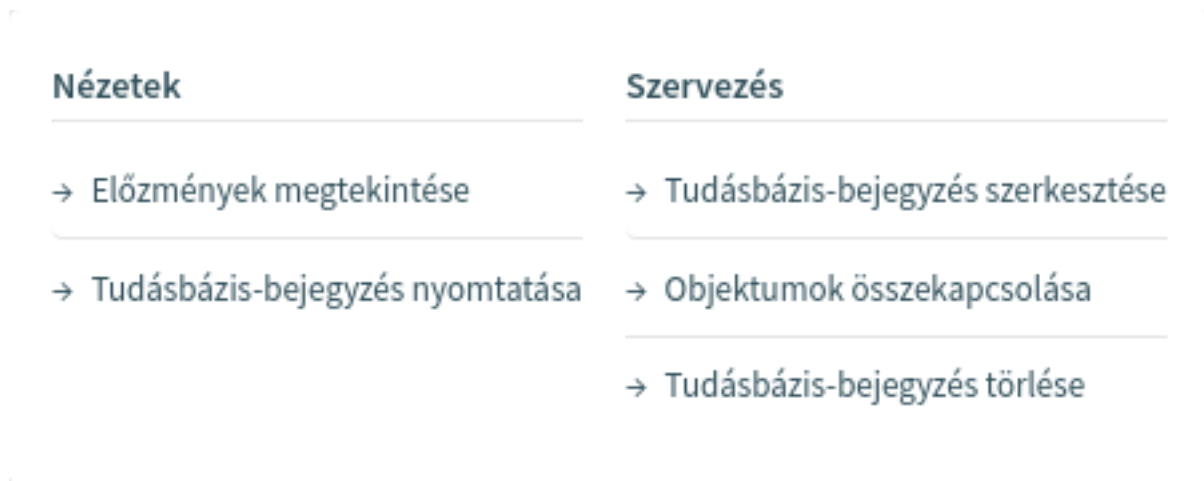 Nézetek
→ Előzmények megtekintése
→ Tudásbázis-bejegyzés nyomtatása
Szervezés
→ Tudásbázis-bejegyzés szerkesztése
→ Objektumok összekapcsolása
→ Tudásbázis-bejegyzés törlése